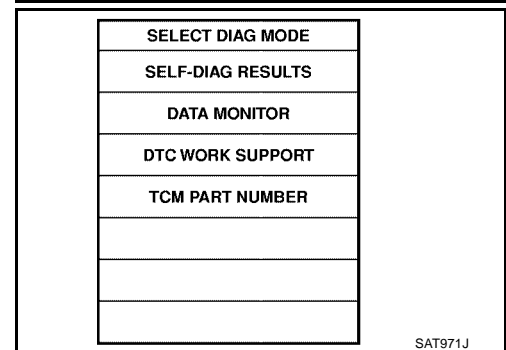 SELECT DIAG MODE
SELF-DIAG RESULTS
DATA MONITOR
DTC WORK SUPPORT
TCM PART NUMBER
SAT971J